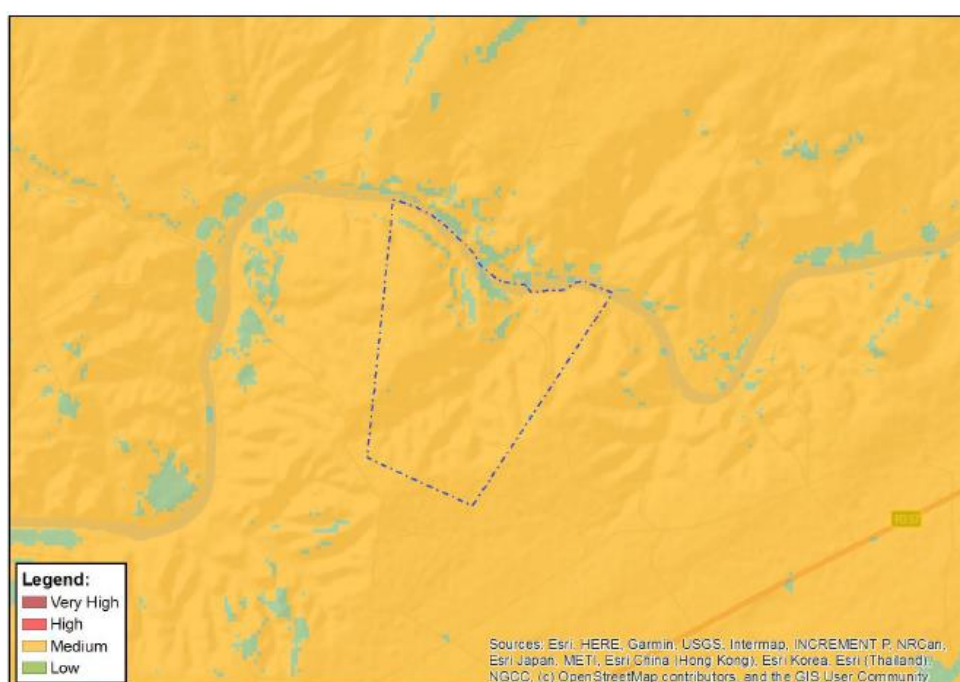 Legend:
Very High
High
Medium
Low
Sources: Esri, HERE, Garmin, USGS, Intermap, INCREMENT P, NRCan,
Esri Japan, METI, Esri China (Hong Kong), Esri Korea, Esri (Thailand),
NGCC, (c) OpenStreetMap contributors, and the GIS User Community